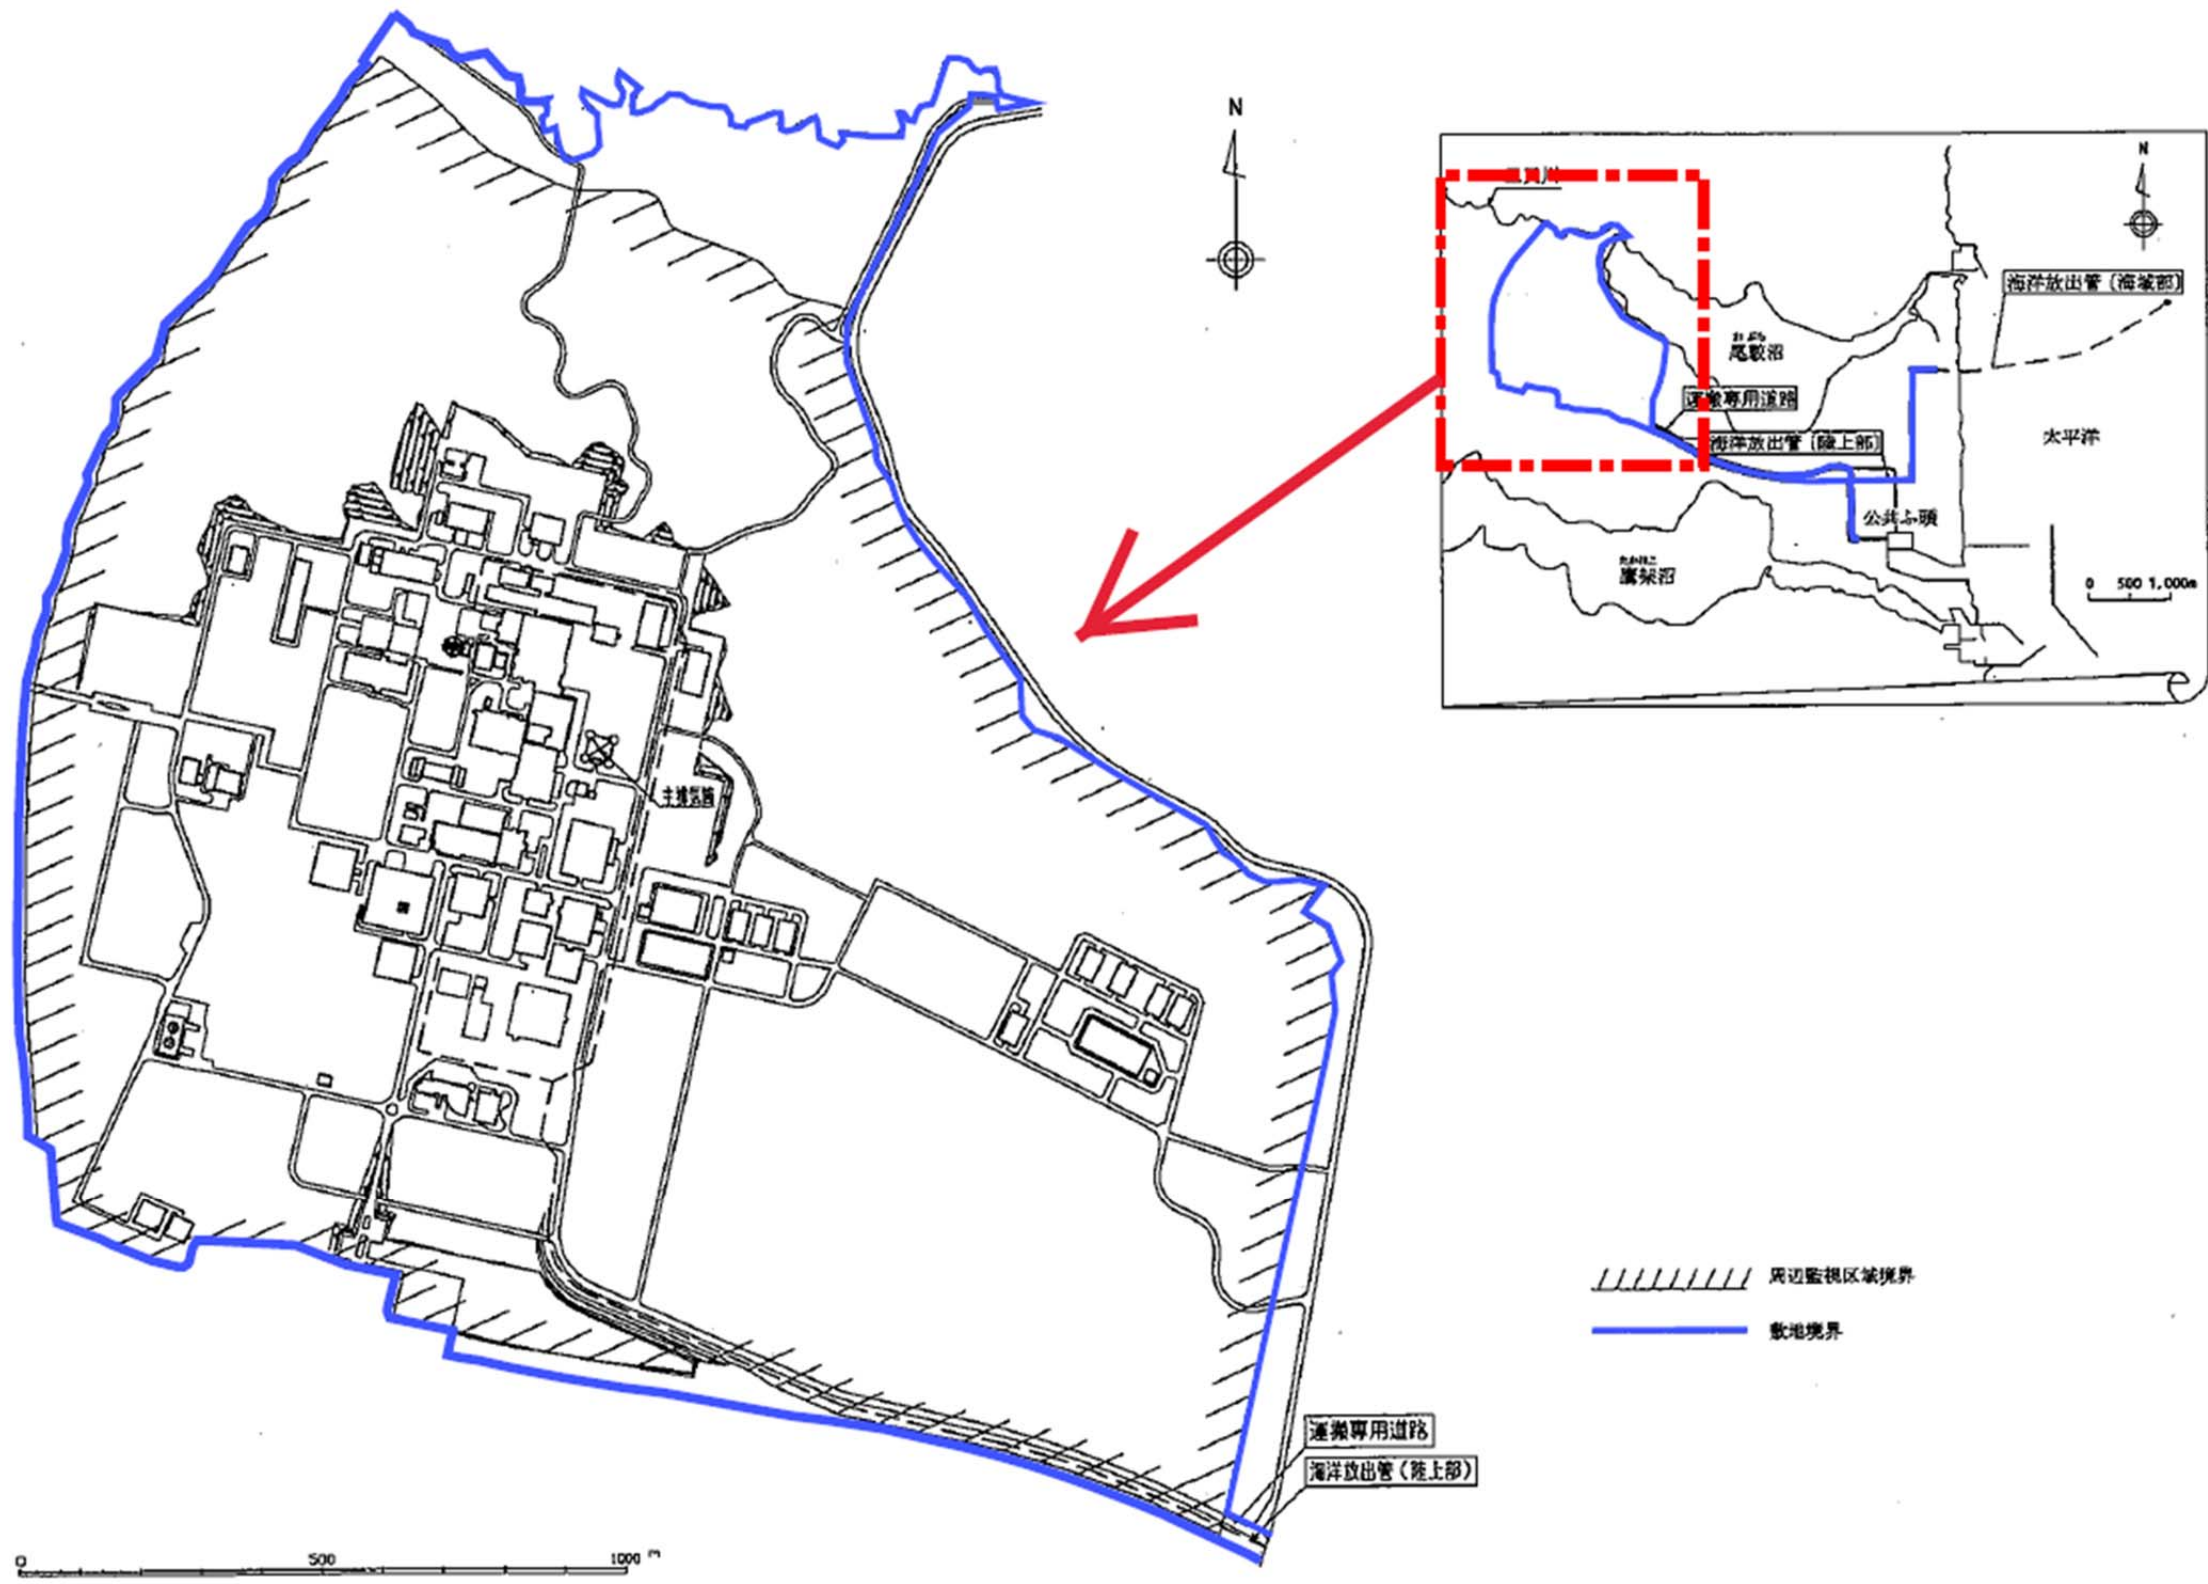 N
N
海洋放出管(海域部)
尾駮沼
運搬専用道路
海洋放出管(陸上部)
太平洋
公共ふ頭
鷹架沼
0 500 1,000m
主排気筒
周辺監視区域境界
敷地境界
運搬専用道路
海洋放出管(陸上部)
0 500 1000 m